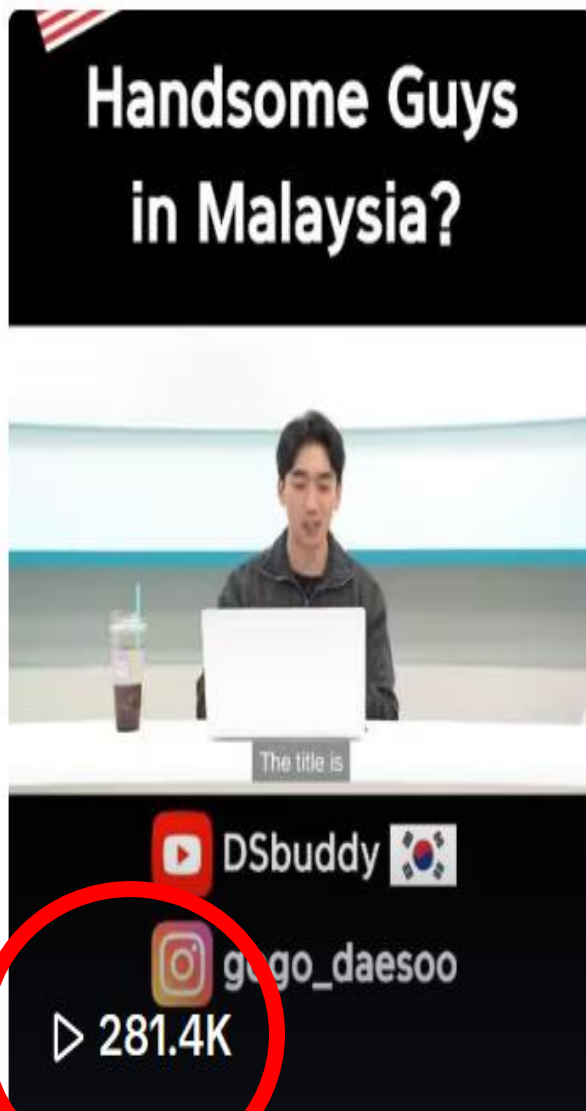 Handsome Guys
in Malaysia?
The title is
DSbuddy
gogo_daesoo
281.4K